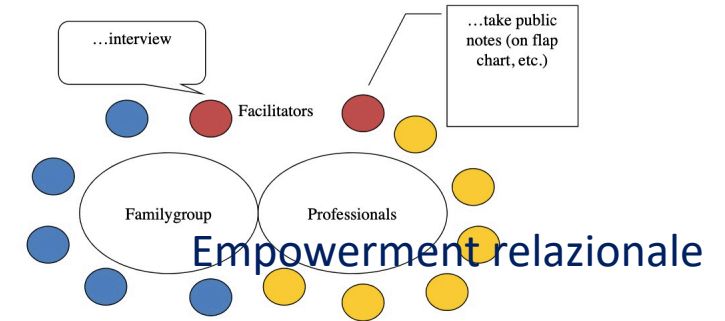 …interview
…take public
notes (on flap
chart, etc.)
Facilitators
Familygroup
Professionals
Empowerment relazionale